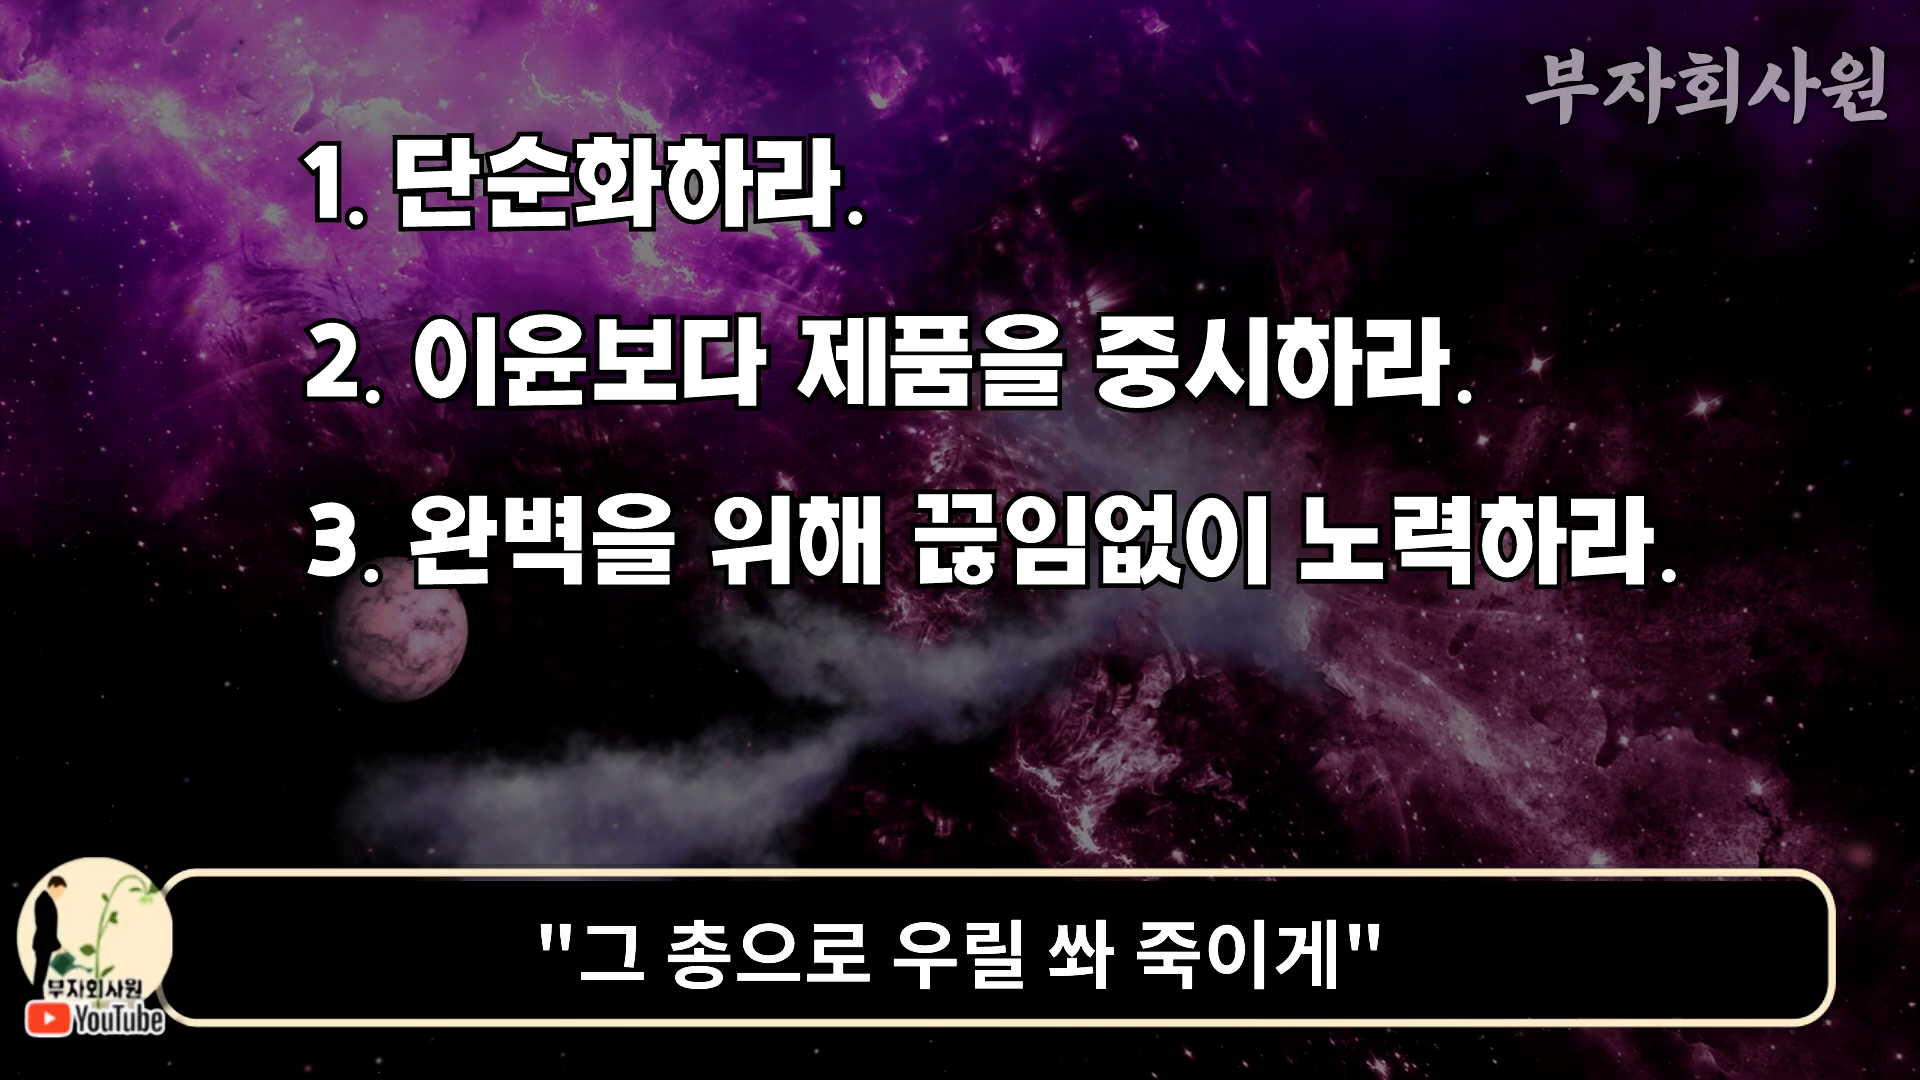 부자회사원
1. 단순화하라.
2. 이윤보다 제품을 중시하라.
3. 완벽을 위해 끊임없이 노력하라.
"그 총으로 우릴 쏴 죽이게"
부자회사원
YouTube